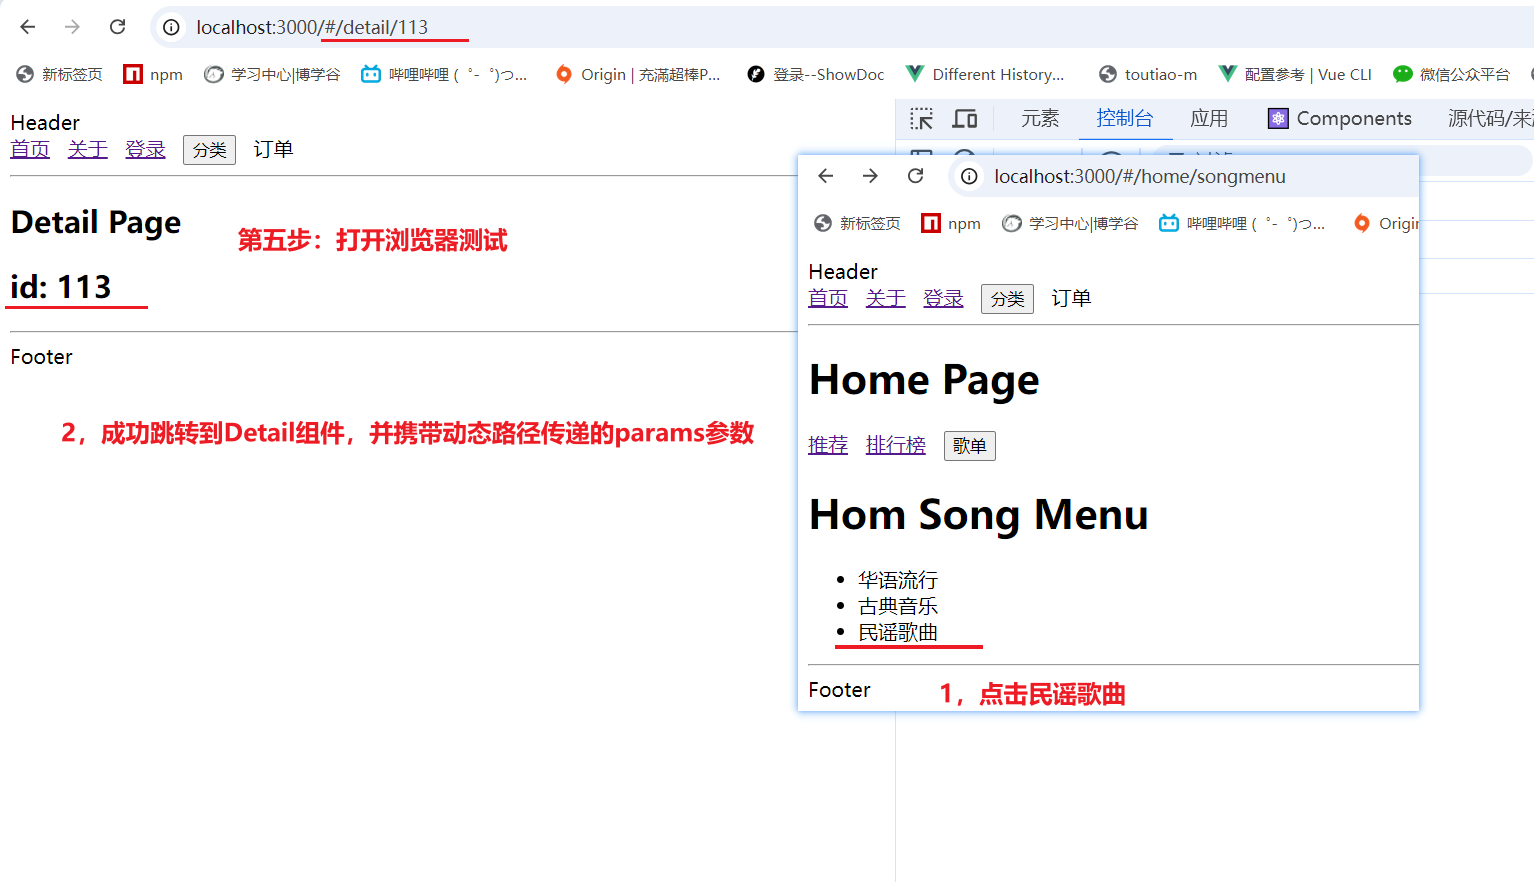 localhost:3000/#/detail/113
新标签页 npm 学习中心|博学谷 哔哩哔哩 ( ゜- ゜)つ... Origin | 充满超棒P... 登录--ShowDoc Different History... toutiao-m 配置参考 | Vue CLI 微信公众平台
Header
首页 关于 登录 分类 订单
Detail Page
第五步：打开浏览器测试
id: 113
Footer
2，成功跳转到Detail组件，并携带动态路径传递的params参数
元素 控制台 应用 Components 源代码/来
localhost:3000/#/home/songmenu
新标签页 npm 学习中心|博学谷 哔哩哔哩 ( ゜- ゜)つ... Origin
Header
首页 关于 登录 分类 订单
Home Page
推荐 排行榜 歌单
Hom Song Menu
华语流行
古典音乐
民谣歌曲
Footer
1，点击民谣歌曲